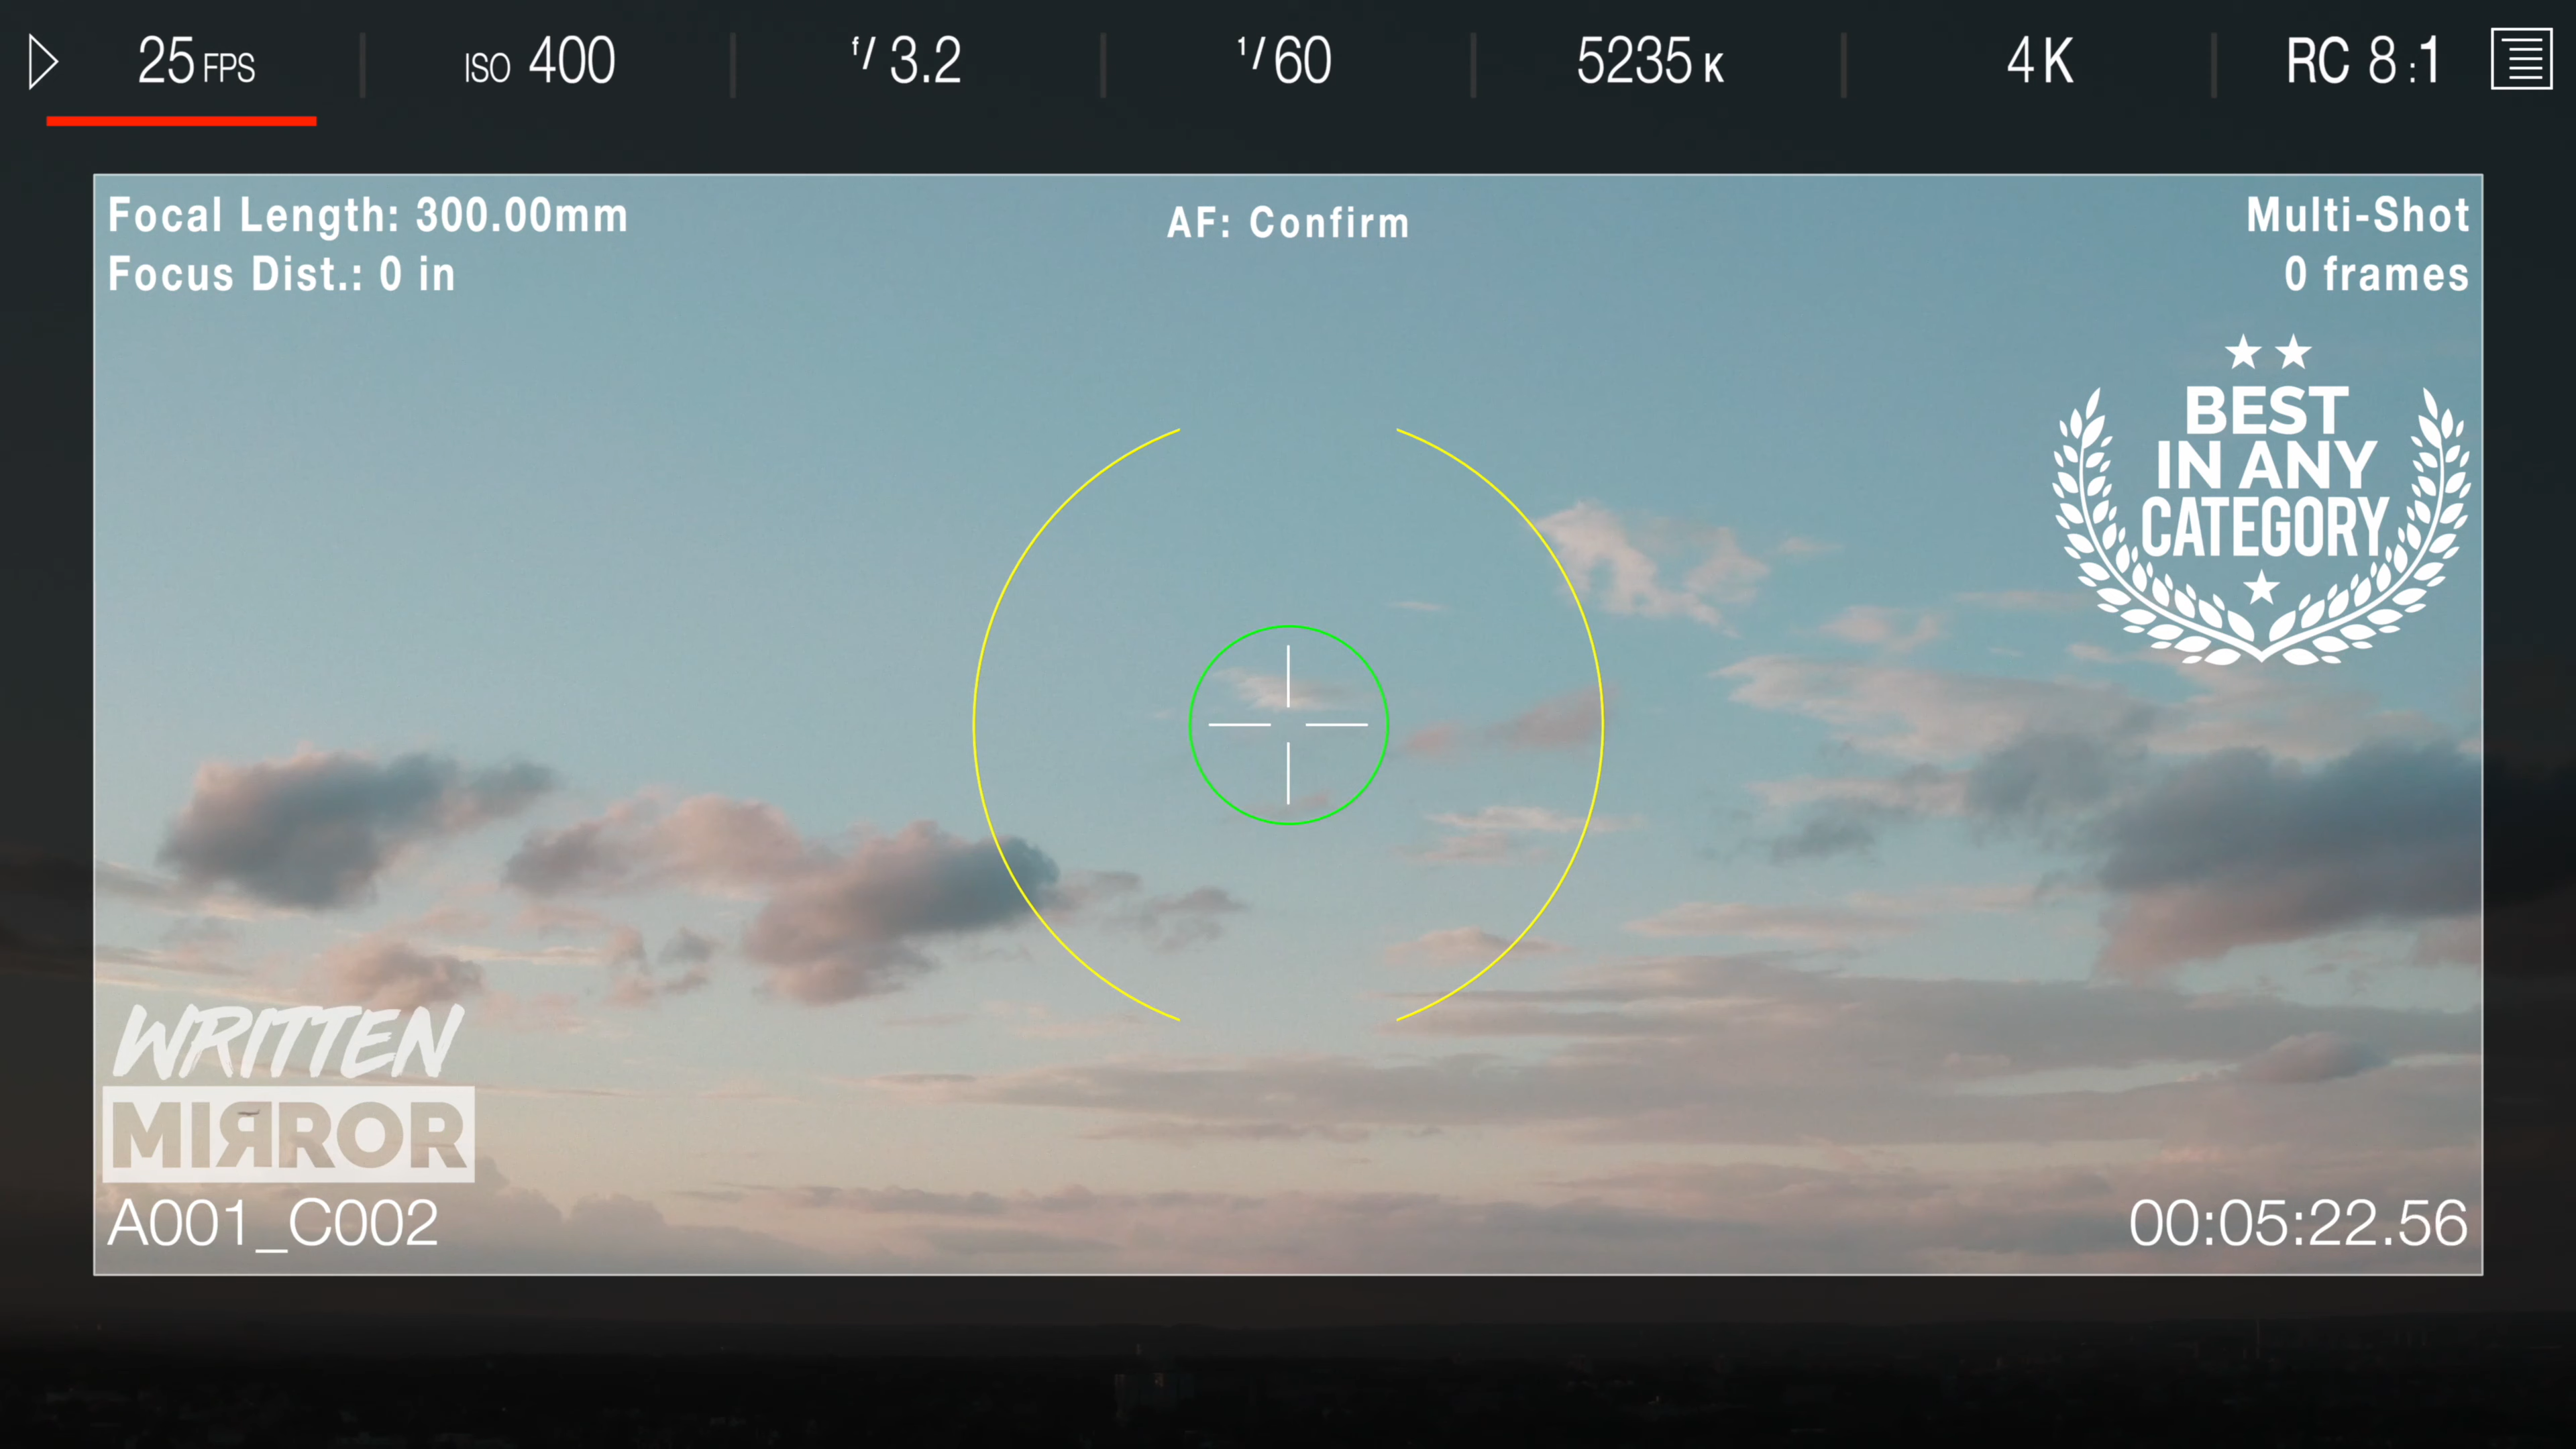 25 FPS
ISO 400
f/ 3.2
1/60
5235 K
4K
RC 8:1
Focal Length: 300.00mm
Focus Dist.: 0 in
AF: Confirm
Multi-Shot
0 frames
BEST
IN ANY
CATEGORY
WRITTEN
MIRROR
A001_C002
00:05:22.56